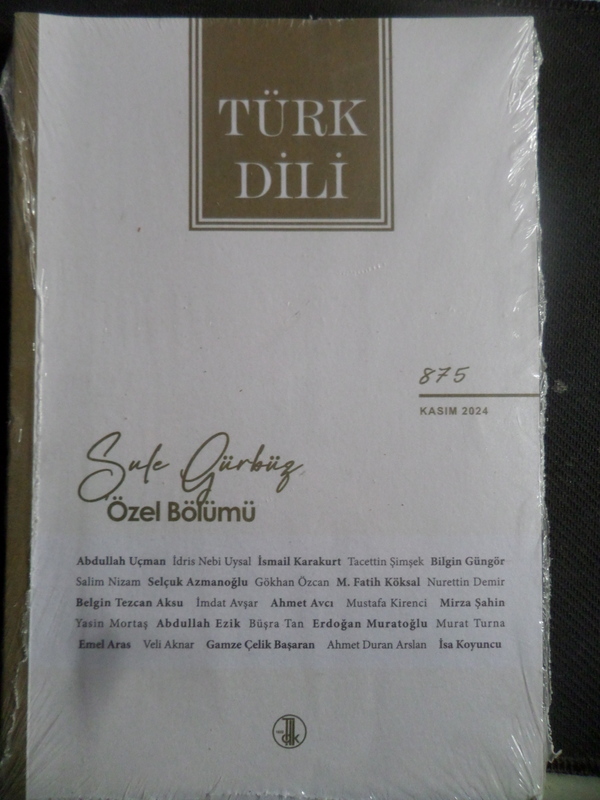 TÜRK
DİLİ
875
KASIM 2024
Şule Gürbüz
Özel Bölümü
Abdullah Uçman İdris Nebi Uysal İsmail Karakurt Tacettin Şimşek Bilgin Güngör
Salim Nizam Selçuk Azmanoğlu Gökhan Özcan M. Fatih Köksal Nurettin Demir
Belgin Tezcan Aksu İmdat Avşar Ahmet Avcı Mustafa Kirenci Mirza Şahin
Yasin Mortaş Abdullah Ezik Büşra Tan Erdoğan Muratoğlu Murat Turna
Emel Aras Veli Aknar Gamze Çelik Başaran Ahmet Duran Arslan İsa Koyuncu